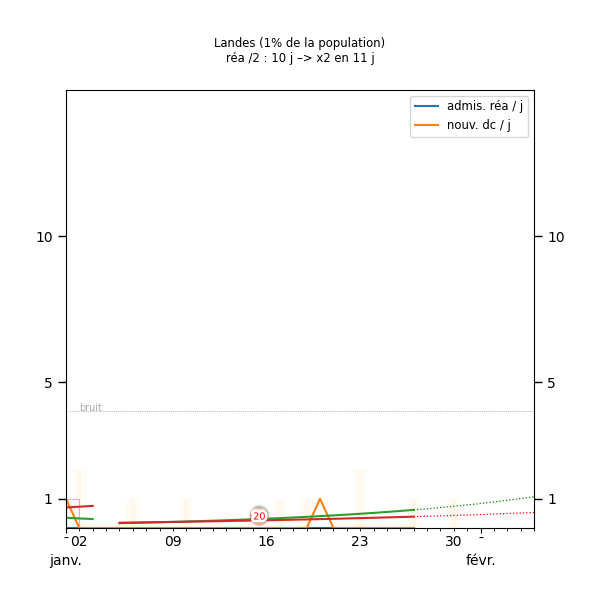 Landes (1% de la population)
réa /2 : 10 j –> x2 en 11 j
admis. réa / j
nouv. dc / j
10 10
5 5
bruit
1 1
20
02 09 16 23 30
janv. févr.